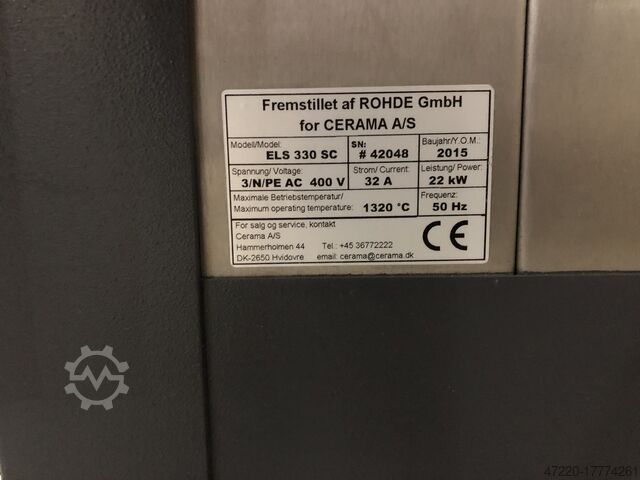 Fremstillet af ROHDE GmbH
for CERAMA A/S
Modell/Model: SN: Baujahr/Y.O.M.:
ELS 330 SC # 42048 2015
Spannung/ Voltage: Strom/ Current: Leistung/ Power:
3/N/PE AC 400 V 32 A 22 kW
Maximale Betriebstemperatur/ Frequenz:
Maximum operating temperature: 1320 °C 50 Hz
For salg og service, kontakt
Cerama A/S
Hammerholmen 44 Tel.: +45 36772222
DK-2650 Hvidovre email: cerama@cerama.dk
CE
47220-17774261